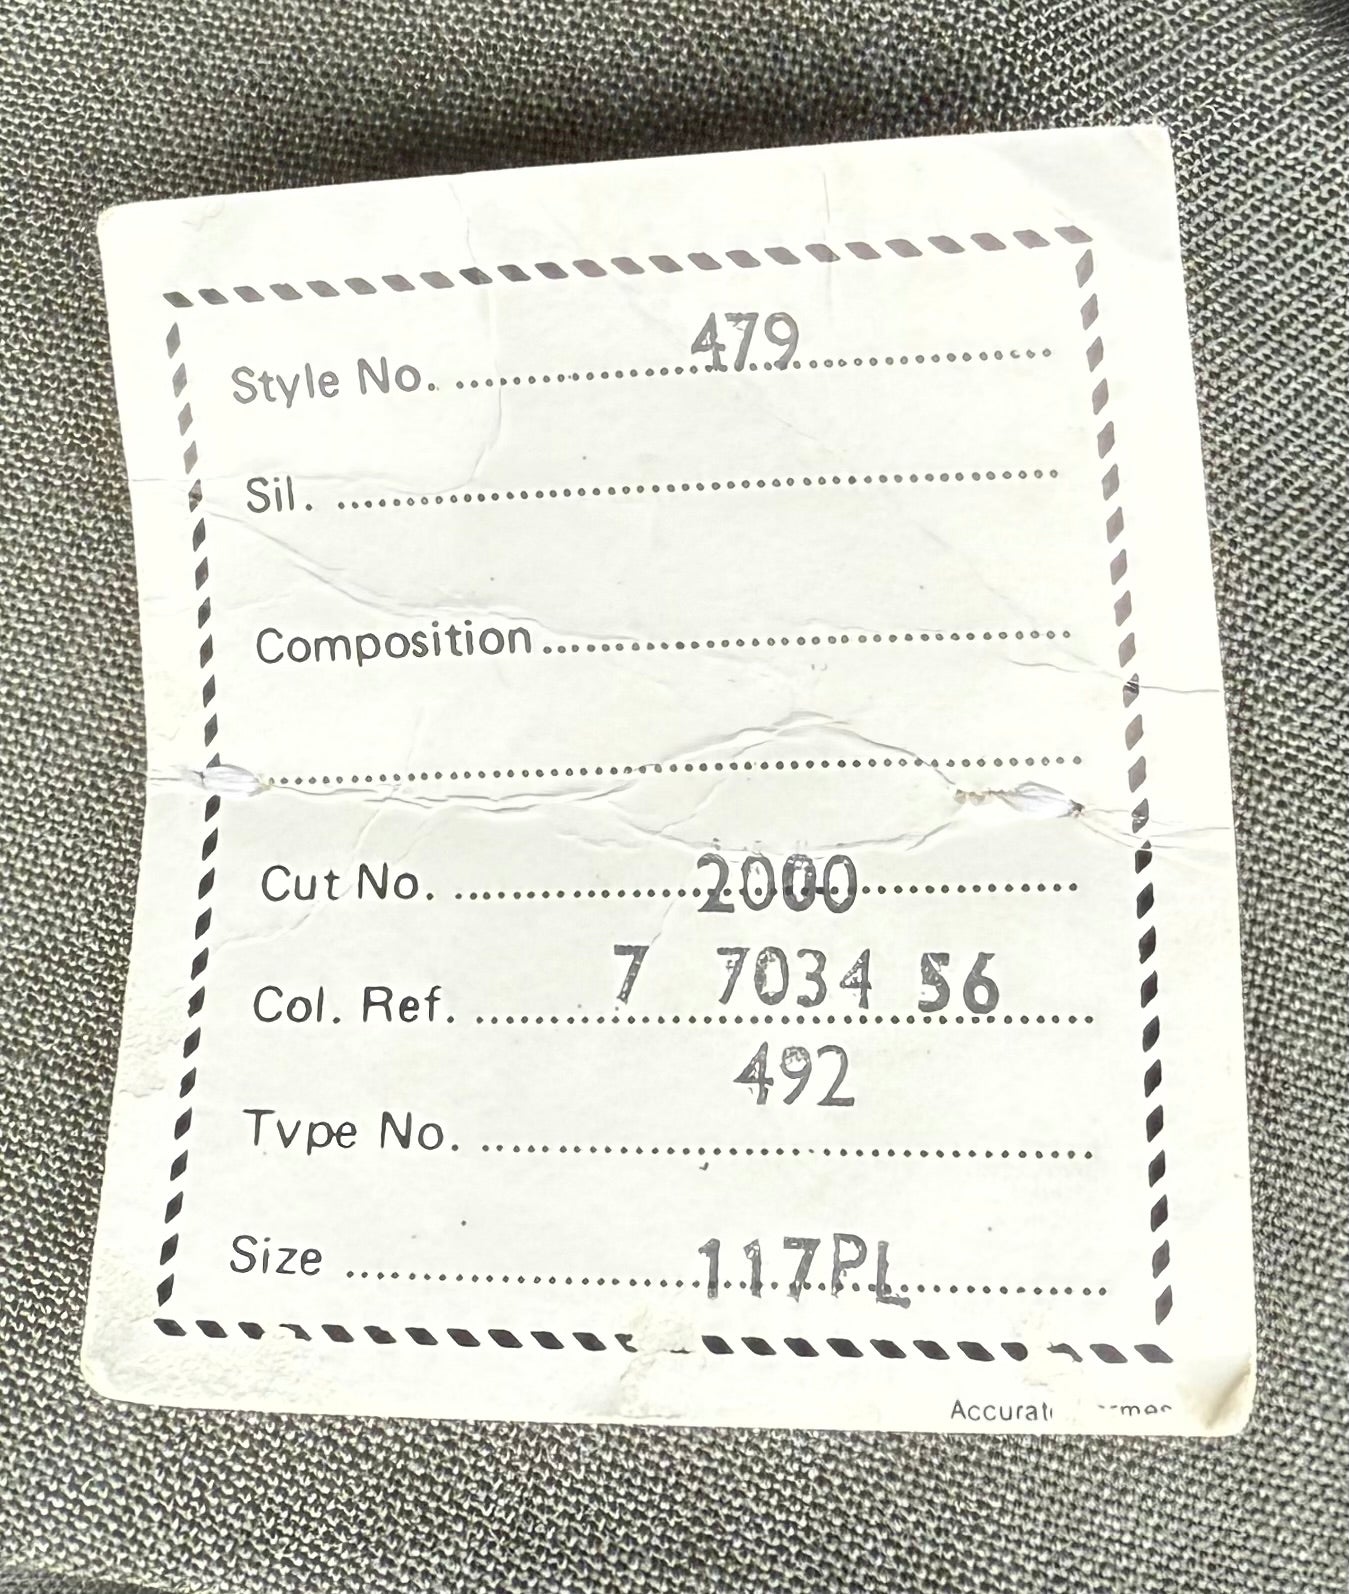 Style No. 479
Sil.
Composition
Cut No. 2000
Col. Ref. 7 7034 56
492
Type No.
Size 117PL